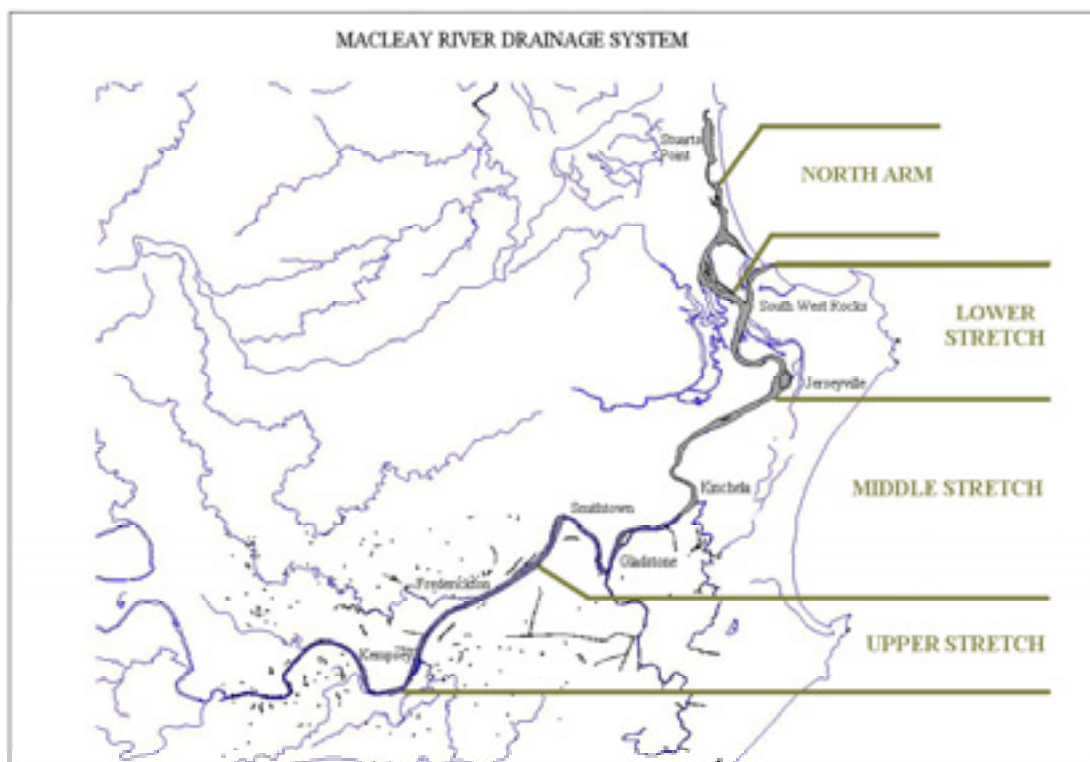 MACLEAY RIVER DRAINAGE SYSTEM
Stuarts
Point
NORTH ARM
South West Rocks
LOWER
STRETCH
Jerseyville
Kinchela
MIDDLE STRETCH
Smithtown
Gladstone
Frederickton
UPPER STRETCH
Kempsey